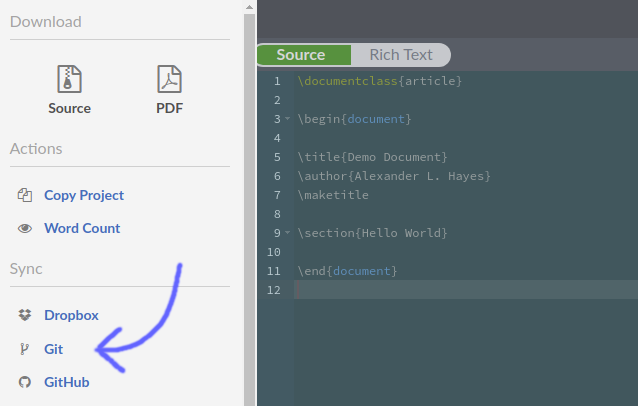 Download
Source PDF
Actions
Copy Project
Word Count
Sync
Dropbox
Git
GitHub
Source Rich Text
1 \documentclass{article}
2
3 \begin{document}
4
5 \title{Demo Document}
6 \author{Alexander L. Hayes}
7 \maketitle
8
9 \section{Hello World}
10
11 \end{document}
12